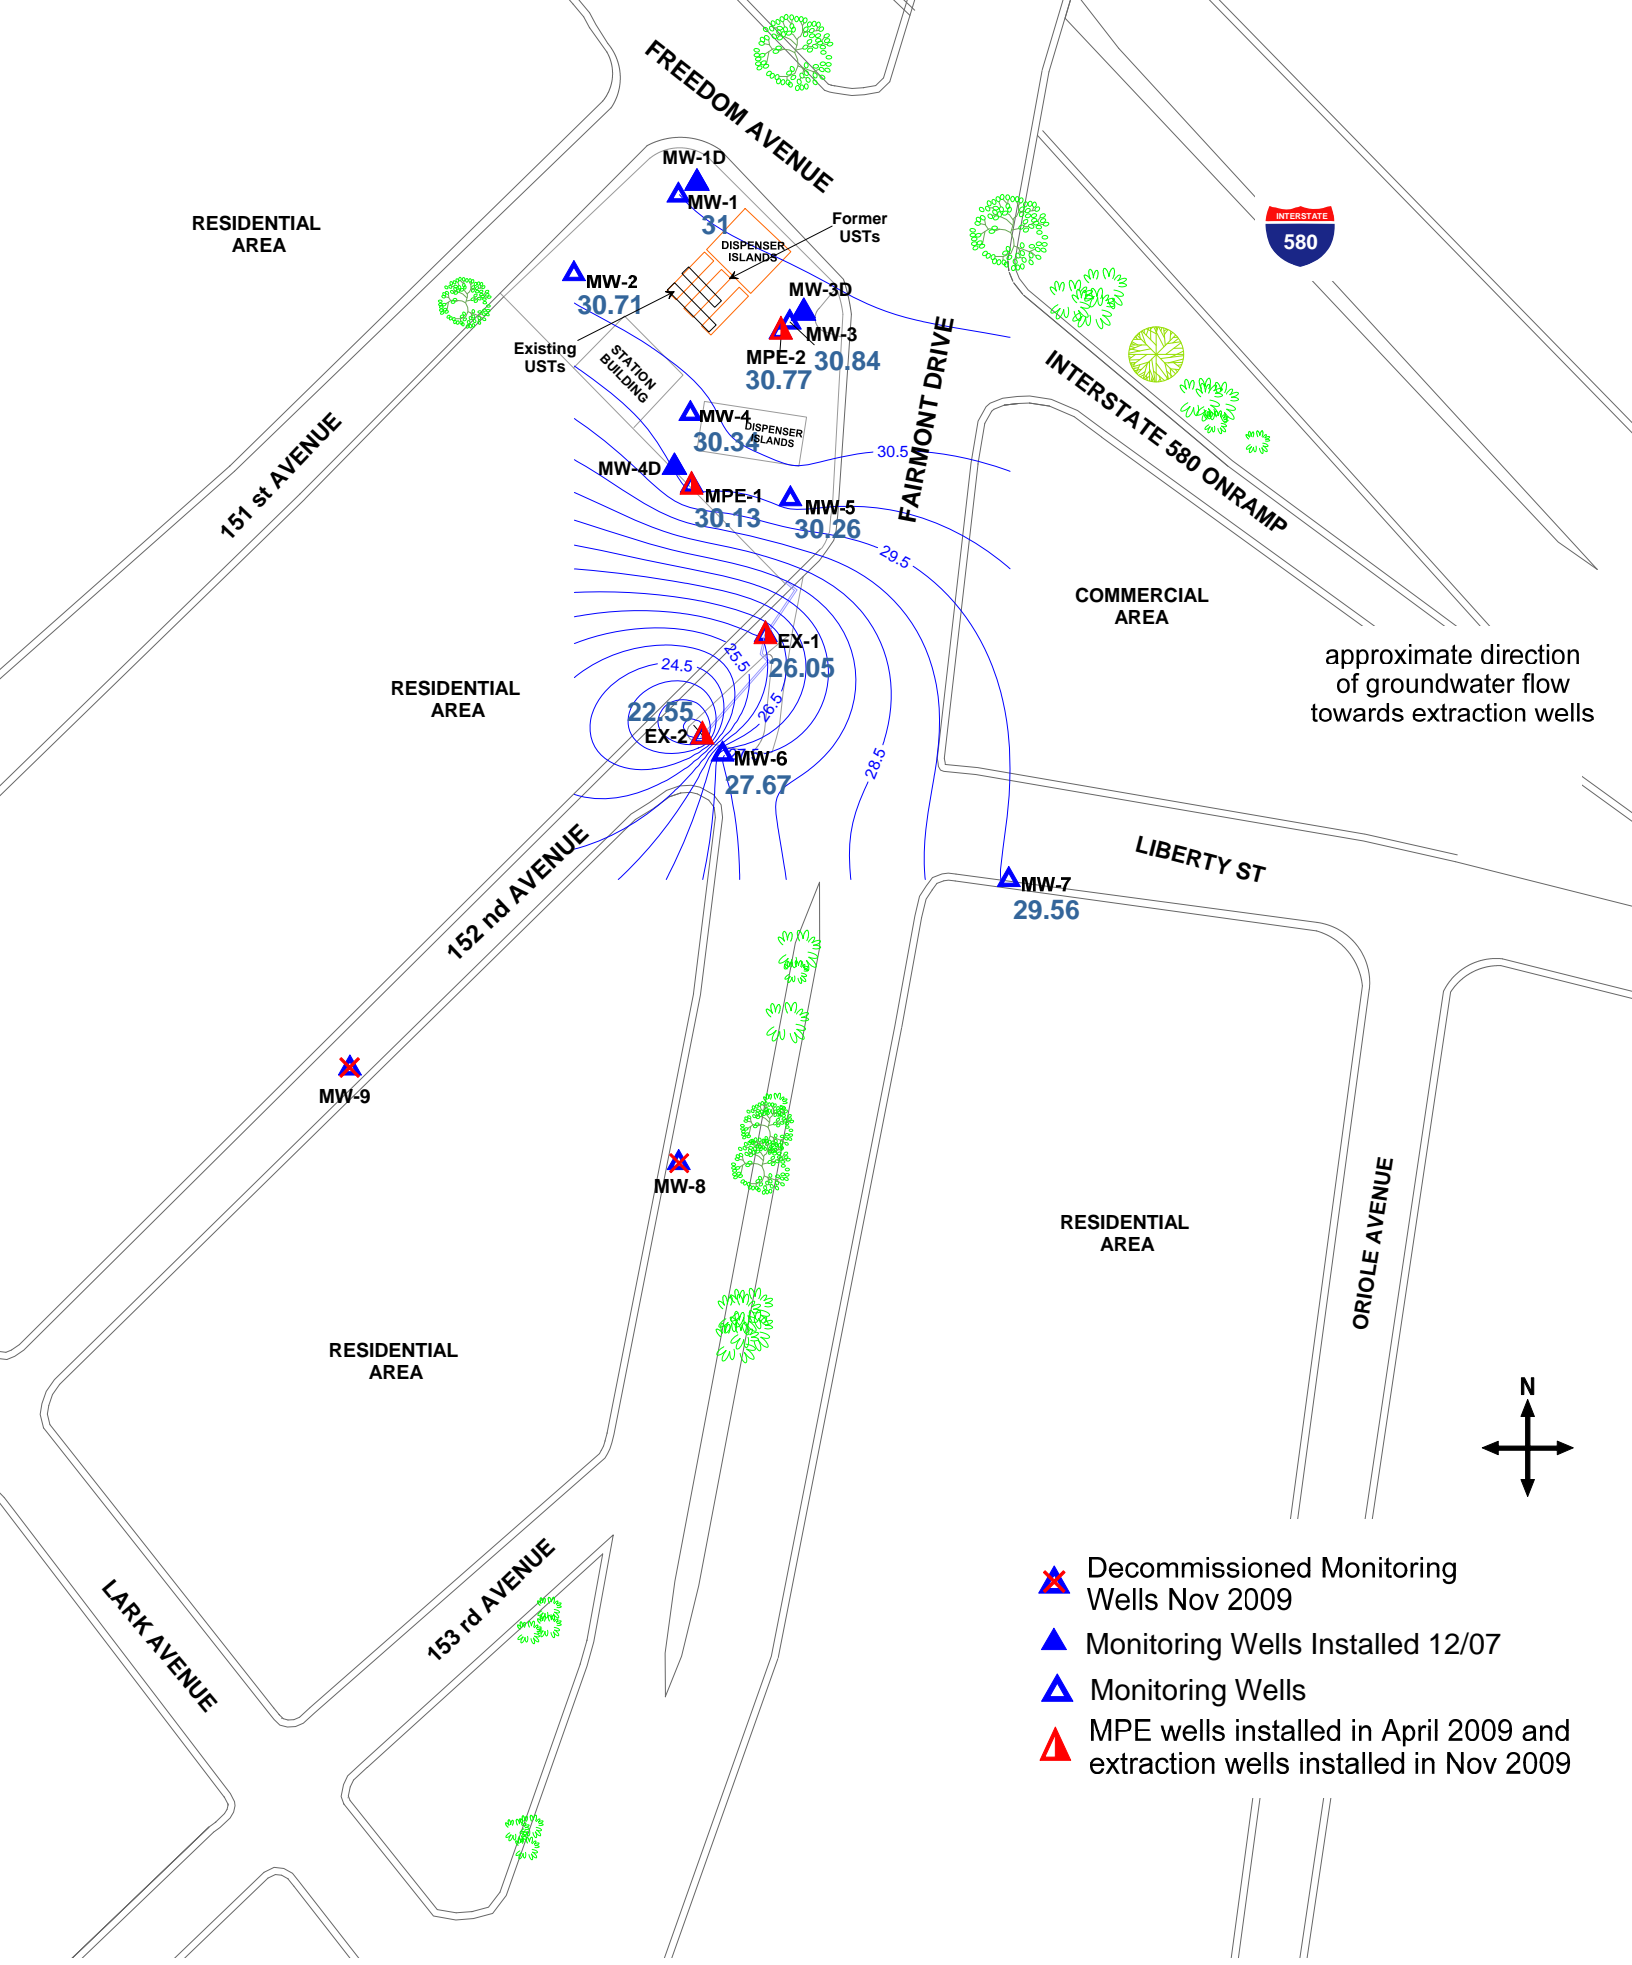 FREEDOM AVENUE
MW-1D
MW-1
31
RESIDENTIAL
AREA
Former
USTs
DISPENSER
ISLANDS
INTERSTATE
580
MW-2
30.71
MW-3D
MW-3
30.84
MPE-2
30.77
Existing
USTs
STATION
BUILDING
FAIRMONT DRIVE
INTERSTATE 580 ONRAMP
MW-4
30.34
DISPENSER
ISLANDS
30.5
151 st AVENUE
MW-4D
MPE-1
30.13
MW-5
30.26
29.5
COMMERCIAL
AREA
EX-1
26.05
25.5
24.5
approximate direction
of groundwater flow
towards extraction wells
RESIDENTIAL
AREA
22.55
EX-2
26.5
MW-6
27.67
28.5
152 nd AVENUE
LIBERTY ST
MW-7
29.56
MW-9
MW-8
RESIDENTIAL
AREA
ORIOLE AVENUE
RESIDENTIAL
AREA
N
LARK AVENUE
153 rd AVENUE
Decommissioned Monitoring
Wells Nov 2009
Monitoring Wells Installed 12/07
Monitoring Wells
MPE wells installed in April 2009 and
extraction wells installed in Nov 2009